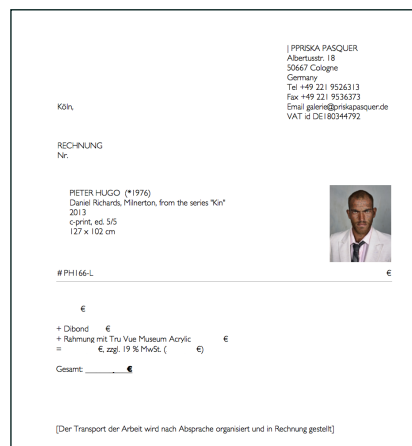 | PPRISKA PASQUER
Albertusstr. 18
50667 Cologne
Germany
Tel +49 221 9526313
Fax +49 221 9536373
Email galerie@priskapasquer.de
VAT id DE180344792
Köln,
RECHNUNG
Nr.
PIETER HUGO (*1976)
Daniel Richards, Milnerton, from the series "Kin"
2013
c-print, ed. 5/5
127 x 102 cm
# PH166-L €
€
+ Dibond €
+ Rahmung mit Tru Vue Museum Acrylic €
= €, zzgl. 19 % MwSt. ( €)
Gesamt: ______.____ €
[Der Transport der Arbeit wird nach Absprache organisiert und in Rechnung gestellt]